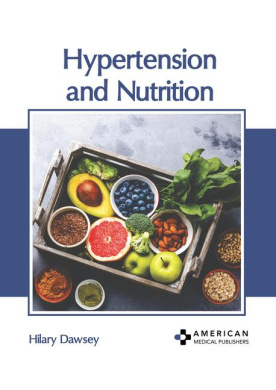 Hypertension
and Nutrition
Hilary Dawsey
AMERICAN
MEDICAL PUBLISHERS